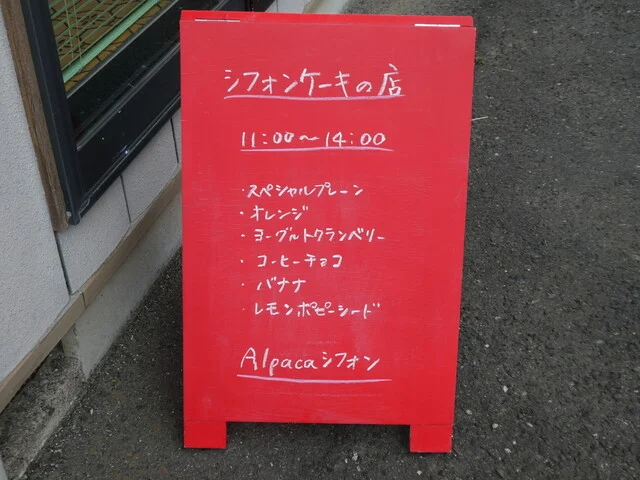 シフォンケーキの店
11:00〜14:00
・スペシャルプレーン
・オレンジ
・ヨーグルトクランベリー
・コーヒーチョコ
・バナナ
・レモンポピーシード
Alpacaシフォン